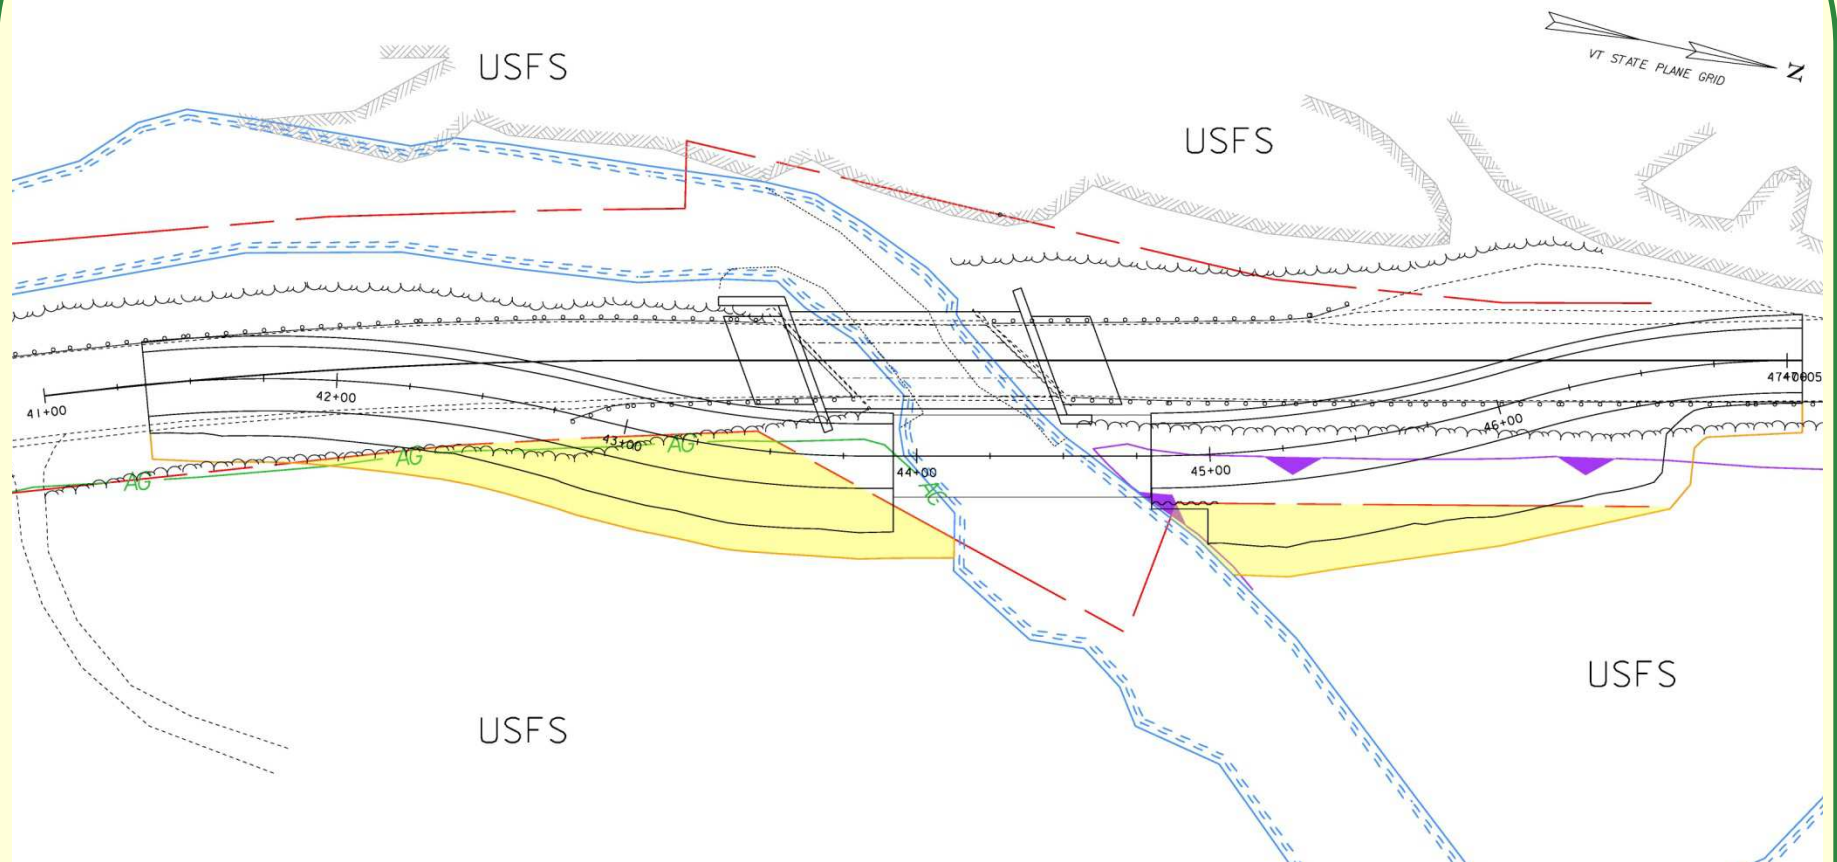 USFS
USFS
VT STATE PLANE GRID
N
41+00
42+00
43+00
44+00
45+00
46+00
AG
AG
AG
AG
USFS
USFS